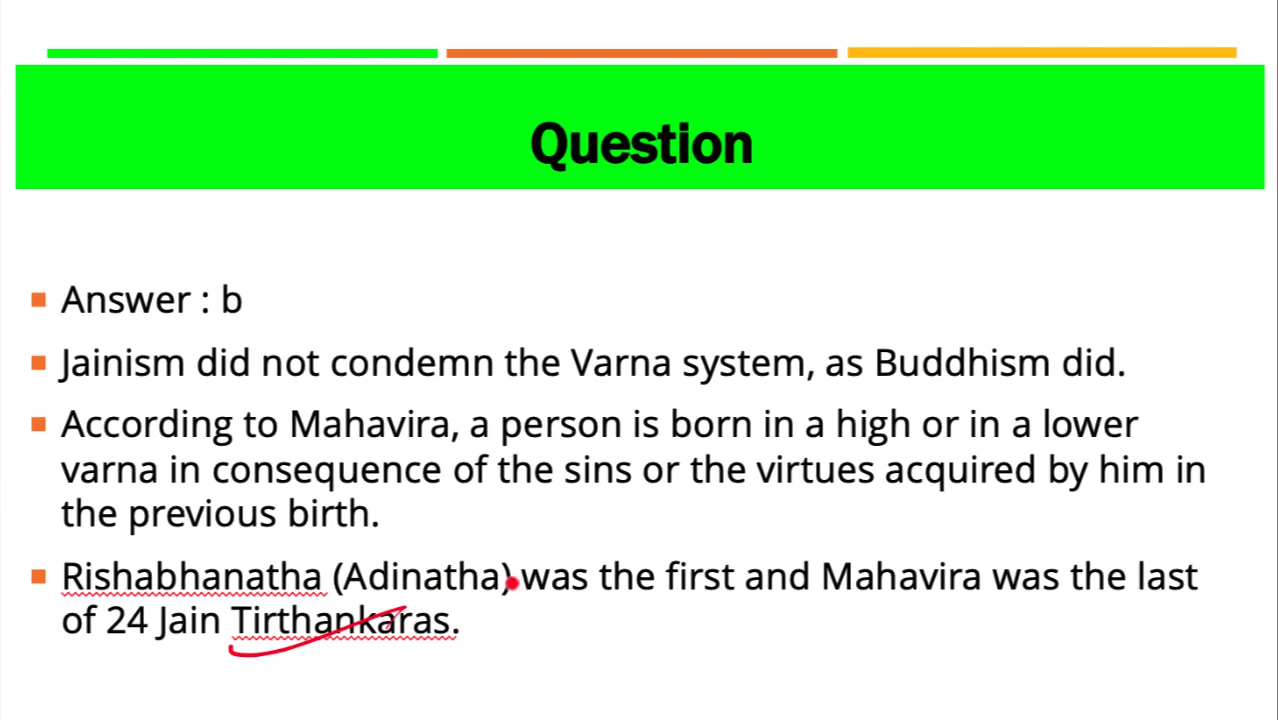 Question
Answer : b
Jainism did not condemn the Varna system, as Buddhism did.
According to Mahavira, a person is born in a high or in a lower
varna in consequence of the sins or the virtues acquired by him in
the previous birth.
Rishabhanatha (Adinatha) was the first and Mahavira was the last
of 24 Jain Tirthankaras.